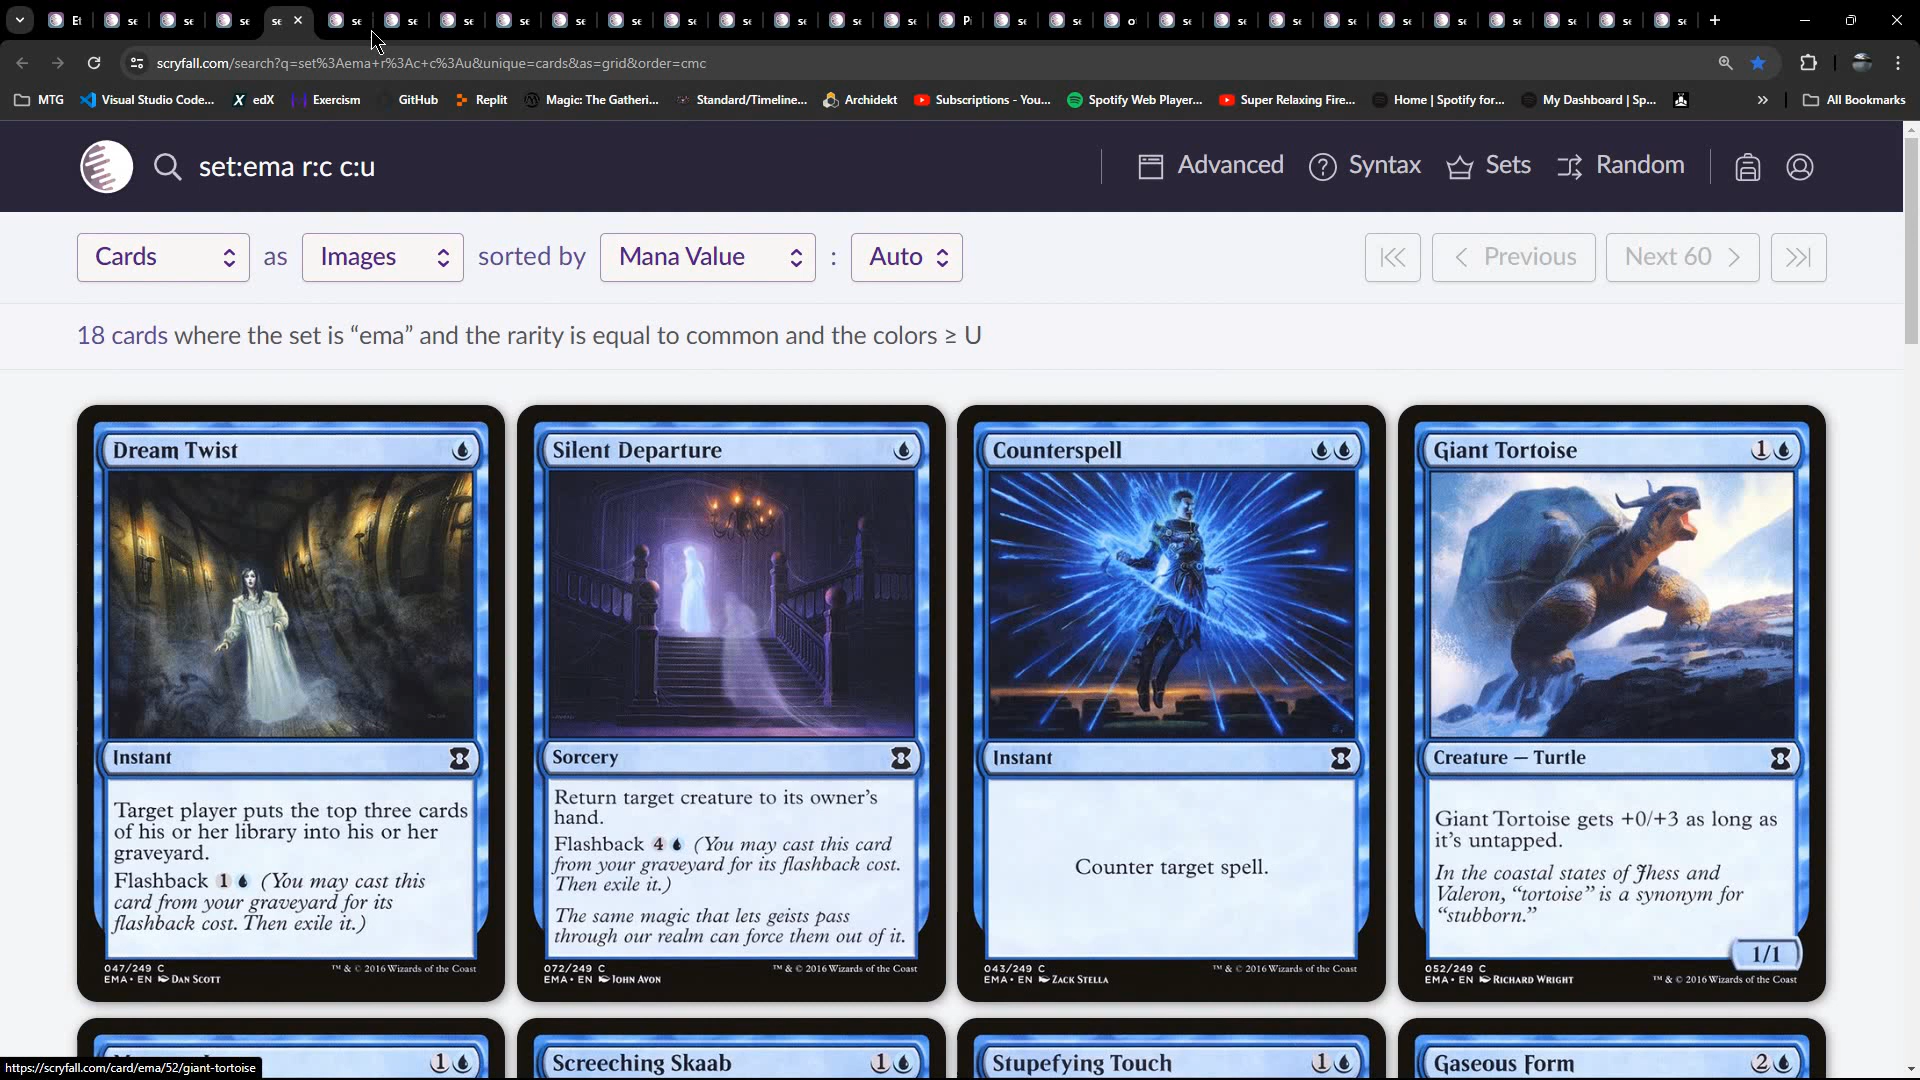 scryfall.com/search?q=set%3Aema+r%3Ac+c%3Au&unique=cards&as=grid&order=cmc
MTG
Visual Studio Code...
edX
Exercism
GitHub
Replit
Magic: The Gatheri...
Standard/Timeline...
Archidekt
Subscriptions - You...
Spotify Web Player...
Super Relaxing Fire...
Home | Spotify for...
My Dashboard | Sp...
All Bookmarks
set:ema r:c c:u
Advanced
Syntax
Sets
Random
Cards as Images sorted by Mana Value : Auto
Previous
Next 60
18 cards where the set is “ema” and the rarity is equal to common and the colors ≥ U
Dream Twist
Instant
Target player puts the top three cards
of his or her library into his or her
graveyard.
Flashback 1 (You may cast this
card from your graveyard for its
flashback cost. Then exile it.)
047/249 C
EMA • EN DAN SCOTT
™ & © 2016 Wizards of the Coast
Silent Departure
Sorcery
Return target creature to its owner's
hand.
Flashback 4 (You may cast this card
from your graveyard for its flashback cost.
Then exile it.)
The same magic that lets geists pass
through our realm can force them out of it.
072/249 C
EMA • EN JOHN AVON
™ & © 2016 Wizards of the Coast
Counterspell
Instant
Counter target spell.
043/249 C
EMA • EN ZACK STELLA
™ & © 2016 Wizards of the Coast
Giant Tortoise 1
Creature — Turtle
Giant Tortoise gets +0/+3 as long as
it's untapped.
In the coastal states of Jhess and
Valeron, “tortoise” is a synonym for
“stubborn.”
1/1
052/249 C
EMA • EN RICHARD WRIGHT
™ & © 2016 Wizards of the Coast
1
Screeching Skaab 1
Stupefying Touch 1
Gaseous Form 2
https://scryfall.com/card/ema/52/giant-tortoise